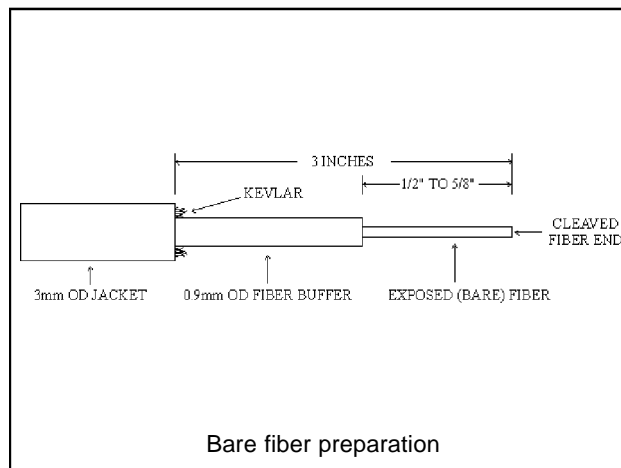 3 INCHES
1/2" TO 5/8"
KEVLAR
CLEAVED
FIBER END
3mm OD JACKET
0.9mm OD FIBER BUFFER
EXPOSED (BARE) FIBER
Bare fiber preparation